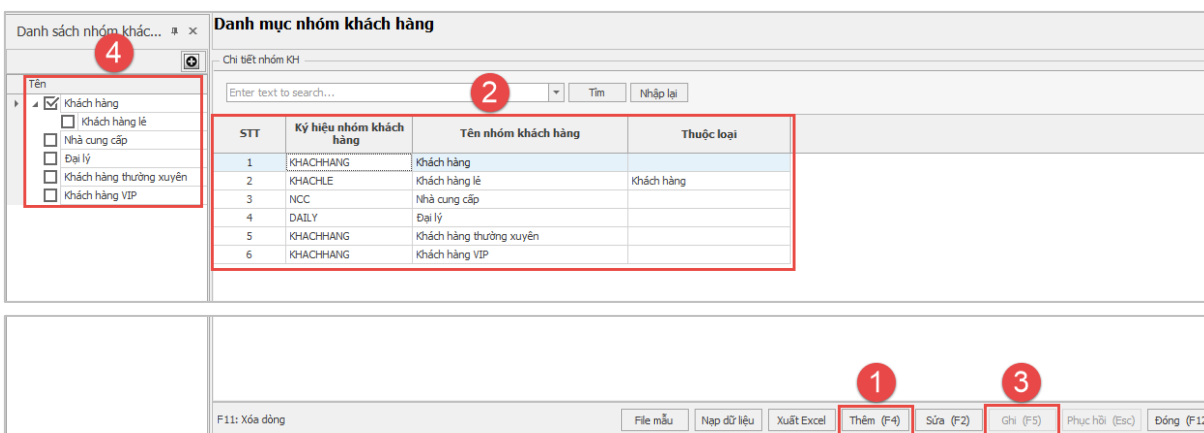 Danh sách nhóm khác...
Danh mục nhóm khách hàng
4
Chi tiết nhóm KH
Tên
Khách hàng
Khách hàng lẻ
Nhà cung cấp
Đại lý
Khách hàng thường xuyên
Khách hàng VIP
Enter text to search...
2
Tìm
Nhập lại
STT Ký hiệu nhóm khách hàng Tên nhóm khách hàng Thuộc loại
1 KHACHHANG Khách hàng
2 KHACHLE Khách hàng lẻ Khách hàng
3 NCC Nhà cung cấp
4 DAILY Đại lý
5 KHACHHANG Khách hàng thường xuyên
6 KHACHHANG Khách hàng VIP
1
3
F11: Xóa dòng
File mẫu
Nạp dữ liệu
Xuất Excel
Thêm (F4)
Sửa (F2)
Ghi (F5)
Phục hồi (Esc)
Đóng (F12